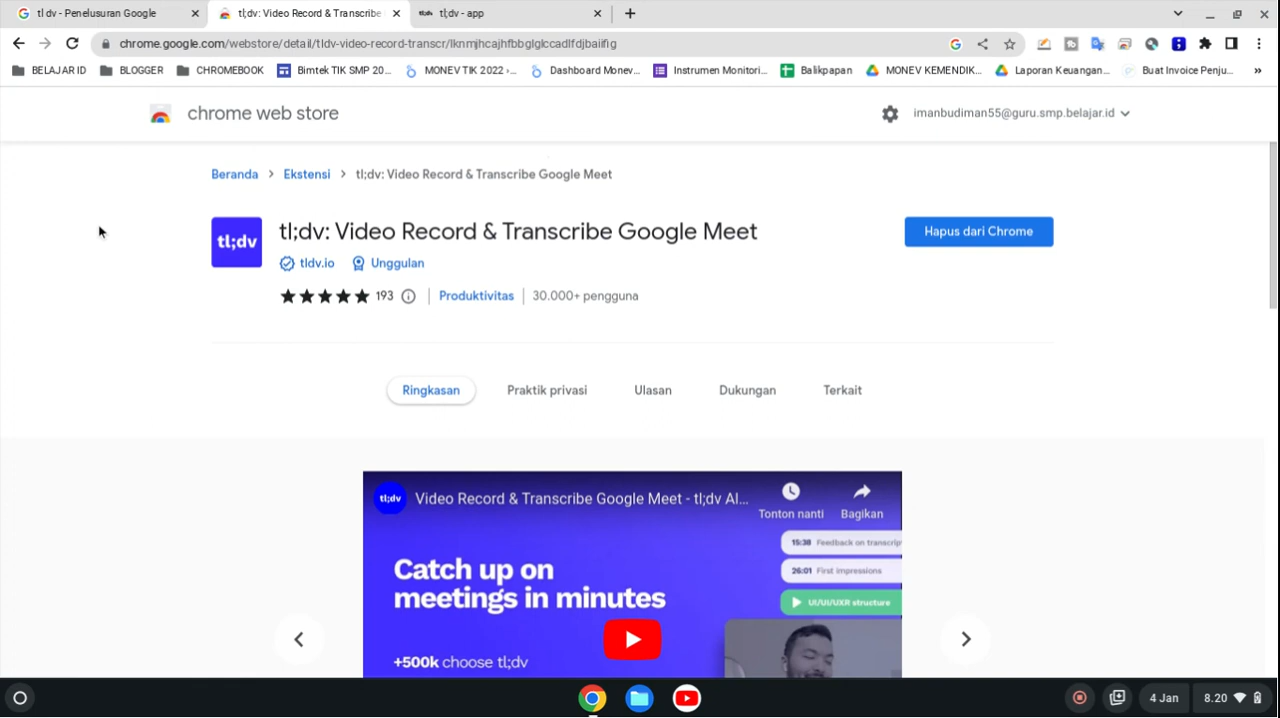 tl dv - Penelusuran Google
tl;dv: Video Record & Transcribe
tl;dv - app
chrome.google.com/webstore/detail/tldv-video-record-transcr/lknmjhcajhfbbglglccadlfdjbaiifig
BELAJAR ID
BLOGGER
CHROMEBOOK
Bimtek TIK SMP 20...
MONEV TIK 2022 ›...
Dashboard Monev...
Instrumen Monitori...
Balikpapan
MONEV KEMENDIK...
Laporan Keuangan...
Buat Invoice Penju...
chrome web store
imanbudiman55@guru.smp.belajar.id
Beranda > Ekstensi > tl;dv: Video Record & Transcribe Google Meet
tl;dv
tl;dv: Video Record & Transcribe Google Meet
Hapus dari Chrome
tldv.io
Unggulan
193
Produktivitas
30.000+ pengguna
Ringkasan
Praktik privasi
Ulasan
Dukungan
Terkait
tl;dv
Video Record & Transcribe Google Meet - tl;dv Al...
Tonton nanti
Bagikan
15:38 Feedback on transcrip
26:01 First impressions
UI/UI/UXR structure
Catch up on
meetings in minutes
+500k choose tl;dv
4 Jan
8.20